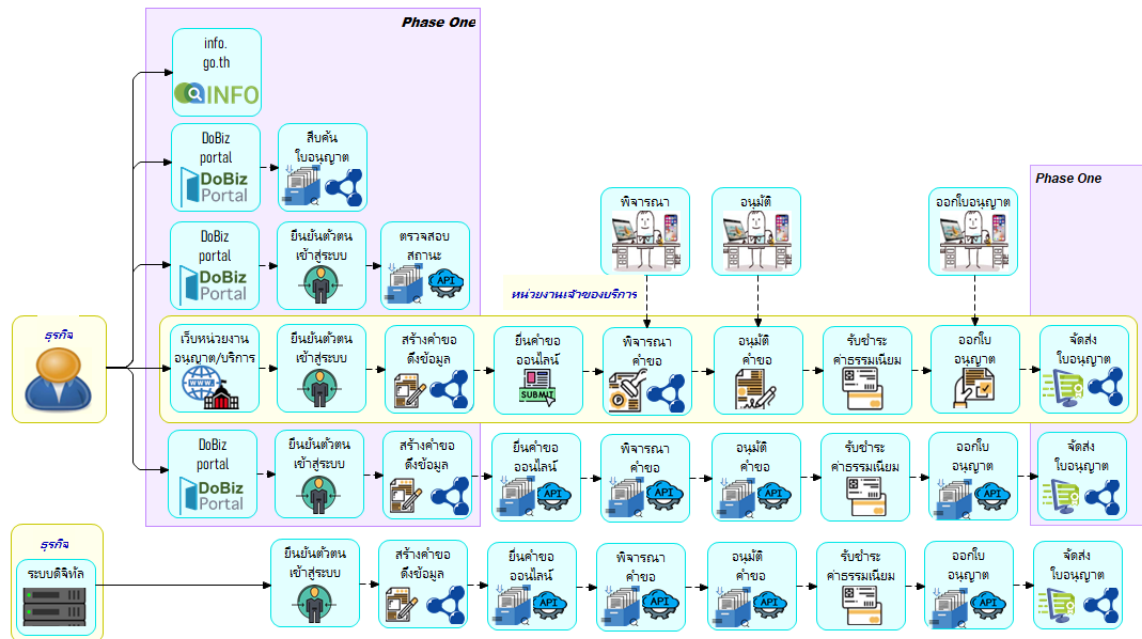 Phase One
info.
go.th
INFO
DoBiz
portal
DoBiz
Portal
สืบค้น
ใบอนุญาต
Phase One
พิจารณา
อนุมัติ
ออกใบอนุญาต
DoBiz
portal
DoBiz
Portal
ยืนยันตัวตน
เข้าสู่ระบบ
ตรวจสอบ
สถานะ
API
หน่วยงานเจ้าของบริการ
ธุรกิจ
เว็บหน่วยงาน
อนุญาต/บริการ
WWW
ยืนยันตัวตน
เข้าสู่ระบบ
สร้างคำขอ
ดึงข้อมูล
ยื่นคำขอ
ออนไลน์
SUBMIT
พิจารณา
คำขอ
อนุมัติ
คำขอ
รับชำระ
ค่าธรรมเนียม
ออกใบ
อนุญาต
จัดส่ง
ใบอนุญาต
DoBiz
portal
DoBiz
Portal
ยืนยันตัวตน
เข้าสู่ระบบ
สร้างคำขอ
ดึงข้อมูล
ยื่นคำขอ
ออนไลน์
API
พิจารณา
คำขอ
API
อนุมัติ
คำขอ
API
รับชำระ
ค่าธรรมเนียม
ออกใบ
อนุญาต
API
จัดส่ง
ใบอนุญาต
ธุรกิจ
ระบบดิจิทัล
ยืนยันตัวตน
เข้าสู่ระบบ
สร้างคำขอ
ดึงข้อมูล
ยื่นคำขอ
ออนไลน์
API
พิจารณา
คำขอ
API
อนุมัติ
คำขอ
API
รับชำระ
ค่าธรรมเนียม
ออกใบ
อนุญาต
API
จัดส่ง
ใบอนุญาต